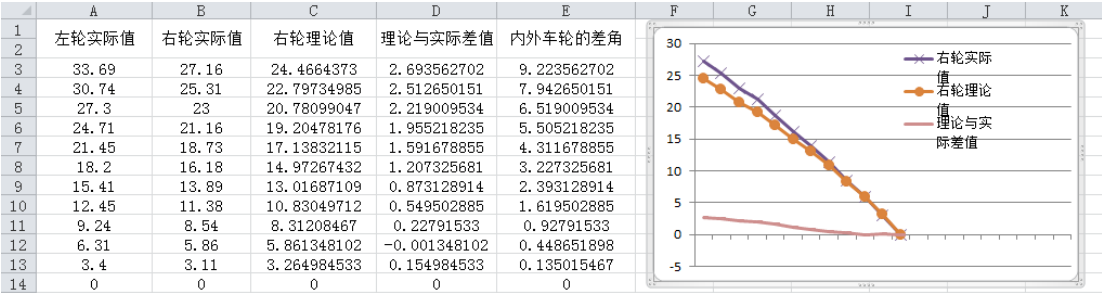 A B C D E F G H I J K
1
2
左轮实际值 右轮实际值 右轮理论值 理论与实际差值 内外车轮的差角
3 33.69 27.16 24.4664373 2.693562702 9.223562702
4 30.74 25.31 22.79734985 2.512650151 7.942650151
5 27.3 23 20.78099047 2.219009534 6.519009534
6 24.71 21.16 19.20478176 1.955218235 5.505218235
7 21.45 18.73 17.13832115 1.591678855 4.311678855
8 18.2 16.18 14.97267432 1.207325681 3.227325681
9 15.41 13.89 13.01687109 0.873128914 2.393128914
10 12.45 11.38 10.83049712 0.549502885 1.619502885
11 9.24 8.54 8.31208467 0.22791533 0.92791533
12 6.31 5.86 5.861348102 -0.001348102 0.448651898
13 3.4 3.11 3.264984533 0.154984533 0.135015467
14 0 0 0 0 0
30
25
20
15
10
5
0
-5
右轮实际
值
右轮理论
值
理论与实
际差值